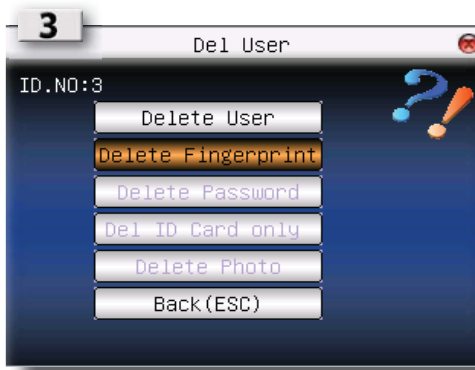 3
Del User
ID.NO:3
Delete User
Delete Fingerprint
Delete Password
Del ID Card only
Delete Photo
Back(ESC)